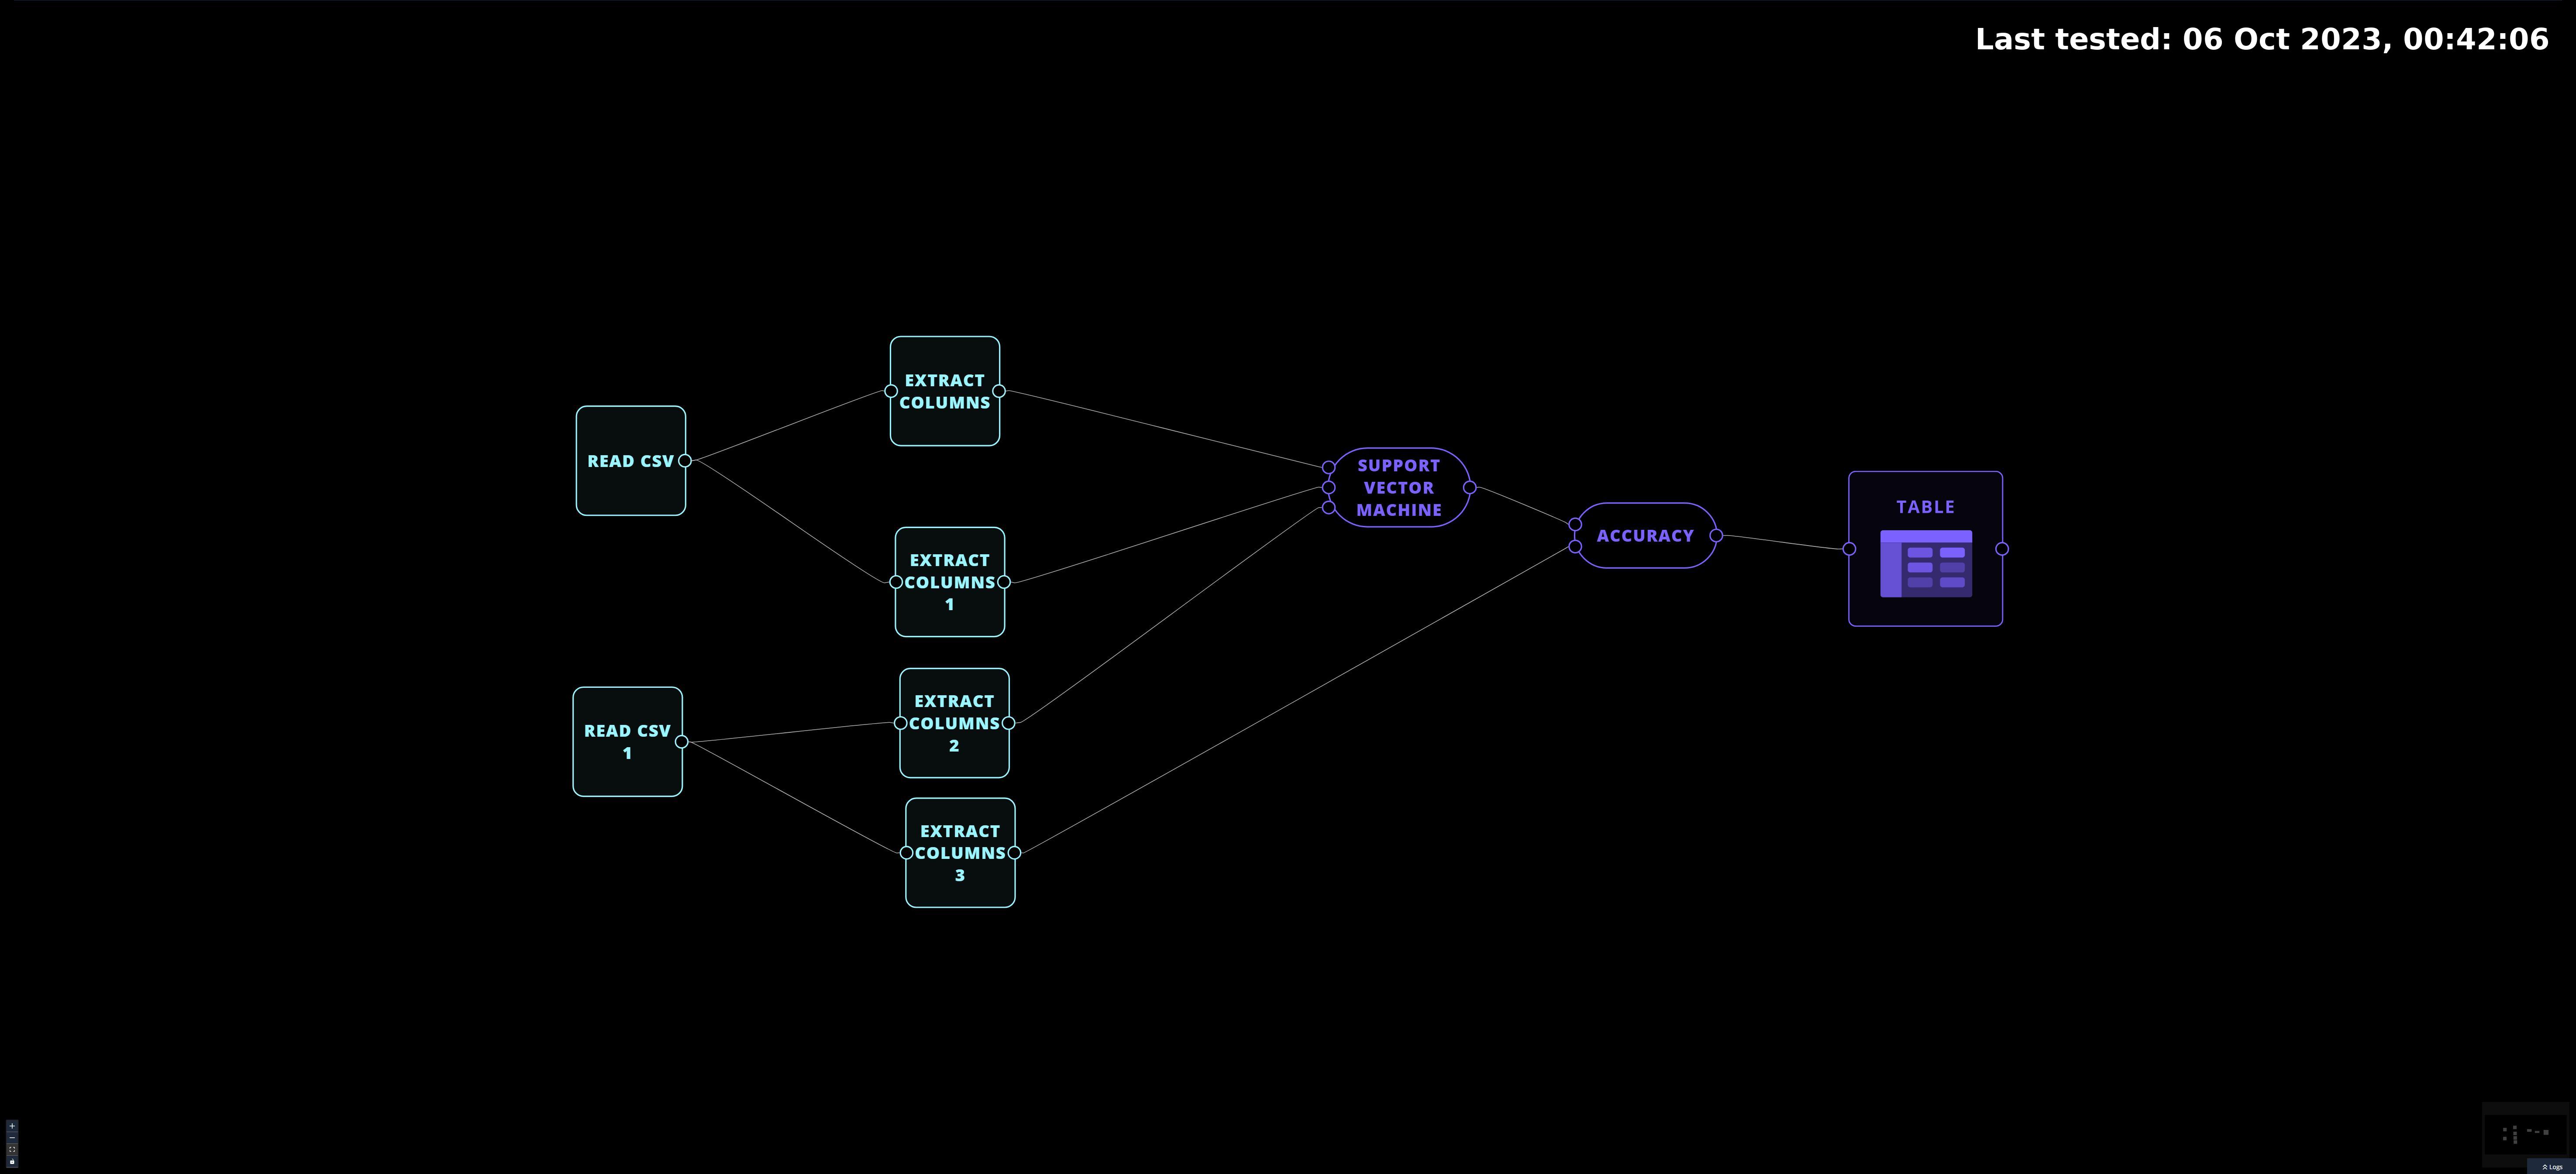 Last tested: 06 Oct 2023, 00:42:06
EXTRACT
COLUMNS
READ CSV
SUPPORT
VECTOR
MACHINE
TABLE
ACCURACY
EXTRACT
COLUMNS
1
EXTRACT
COLUMNS
2
READ CSV
1
EXTRACT
COLUMNS
3
Logs